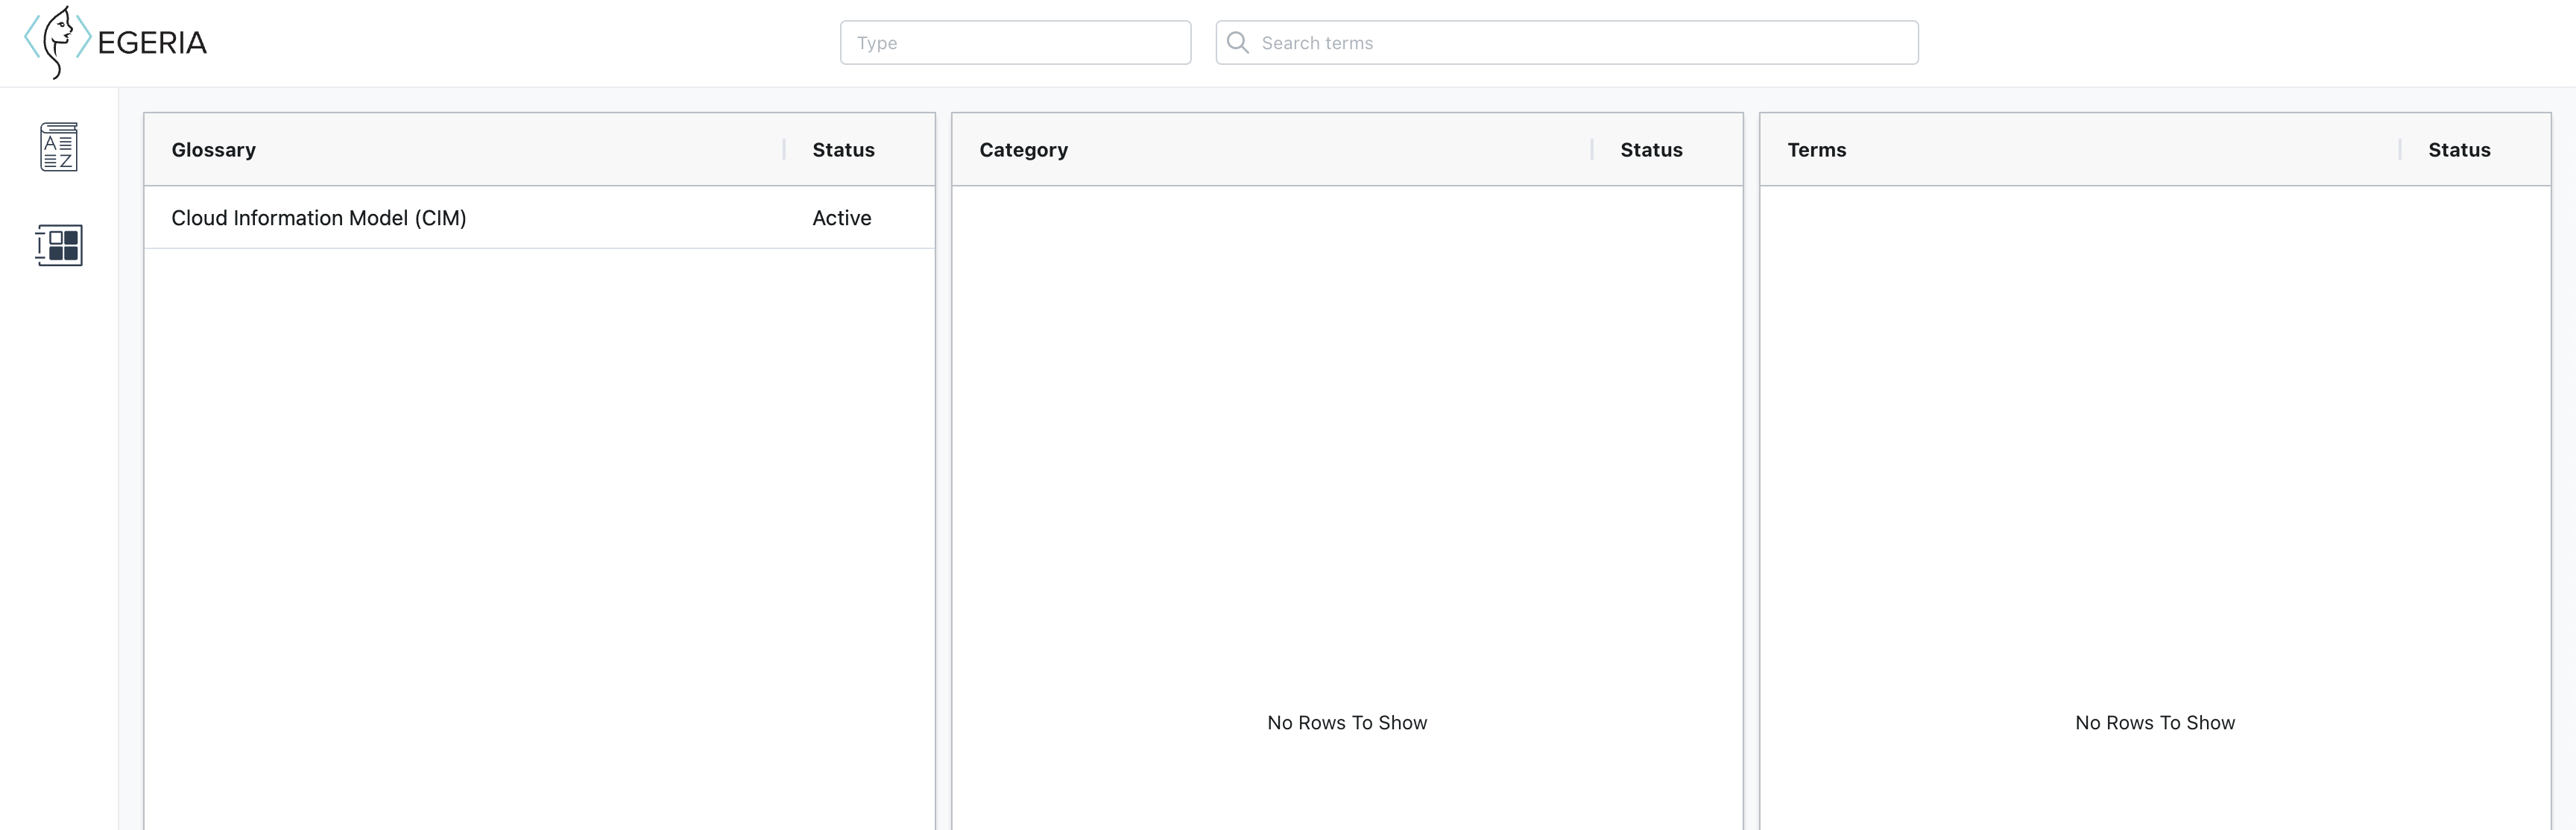 EGERIA
Type
Search terms
A
Z
Glossary
Status
Cloud Information Model (CIM)
Active
Category
Status
No Rows To Show
Terms
Status
No Rows To Show